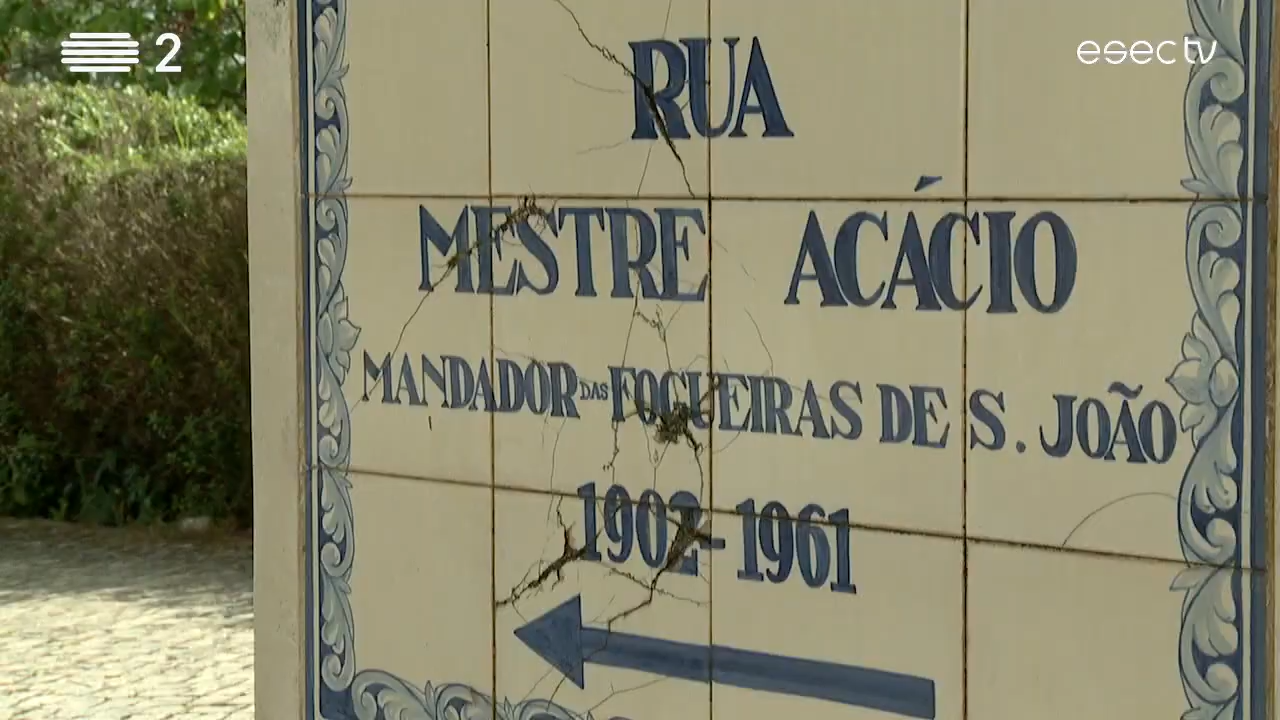 2
esec tv
RUA
MESTRE ACÁCIO
MANDADOR DAS FOGUEIRAS DE S. JOÃO
1902-1961